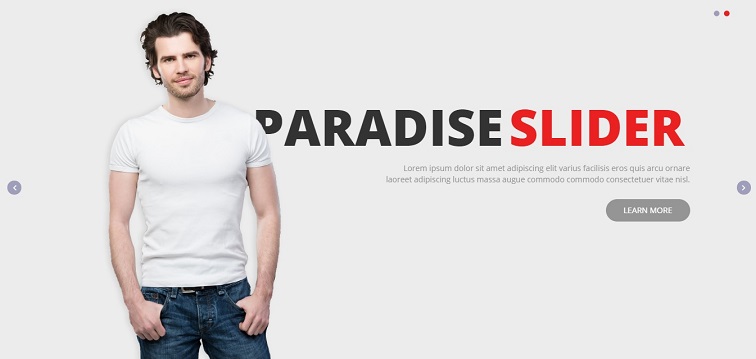 PARADISE SLIDER
Lorem ipsum dolor sit amet adipiscing elit varius facilisis eros quis arcu ornare
laoreet adipiscing luctus massa augue commodo commodo consectetuer vitae nisl.
LEARN MORE